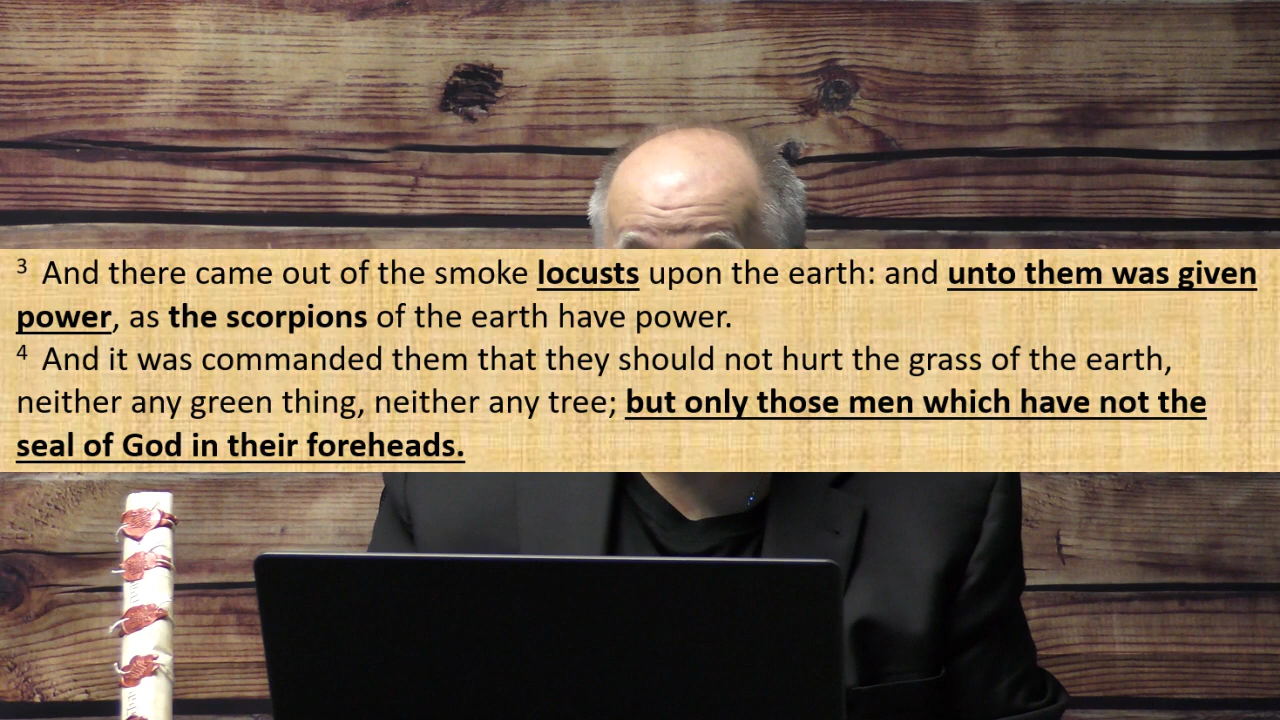 3 And there came out of the smoke locusts upon the earth: and unto them was given
power, as the scorpions of the earth have power.
4 And it was commanded them that they should not hurt the grass of the earth,
neither any green thing, neither any tree; but only those men which have not the
seal of God in their foreheads.